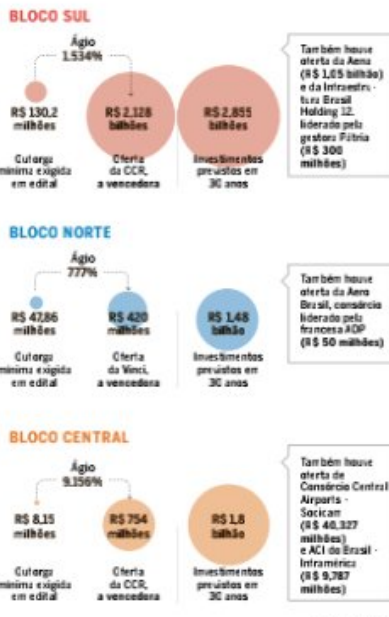 BLOCO SUL
Ágio
1.534%
R$ 130,2
milhões
R$ 2,128
bilhões
R$ 2,855
bilhões
Outorga
mínima exigida
em edital
Oferta
da CCR,
a vencedora
Investimentos
previstos em
30 anos
Também houve
oferta da Aena
(R$ 1,05 bilhão)
e da Infraestru-
tura Brasil
Holding 12,
liderado pela
gestora Pátria
(R$ 300
milhões)
BLOCO NORTE
Ágio
777%
R$ 47,86
milhões
R$ 420
milhões
R$ 1,48
bilhão
Outorga
mínima exigida
em edital
Oferta
da Vinci,
a vencedora
Investimentos
previstos em
30 anos
Também houve
oferta da Aero
Brasil, consórcio
liderado pela
francesa ADP
(R$ 50 milhões)
BLOCO CENTRAL
Ágio
9.156%
R$ 8,15
milhões
R$ 754
milhões
R$ 1,8
bilhão
Outorga
mínima exigida
em edital
Oferta
da CCR,
a vencedora
Investimentos
previstos em
30 anos
Também houve
oferta de
Consórcio Central
Airports -
Socicam
(R$ 40,327
milhões)
e ACI do Brasil -
Inframérica
(R$ 9,787
milhões)